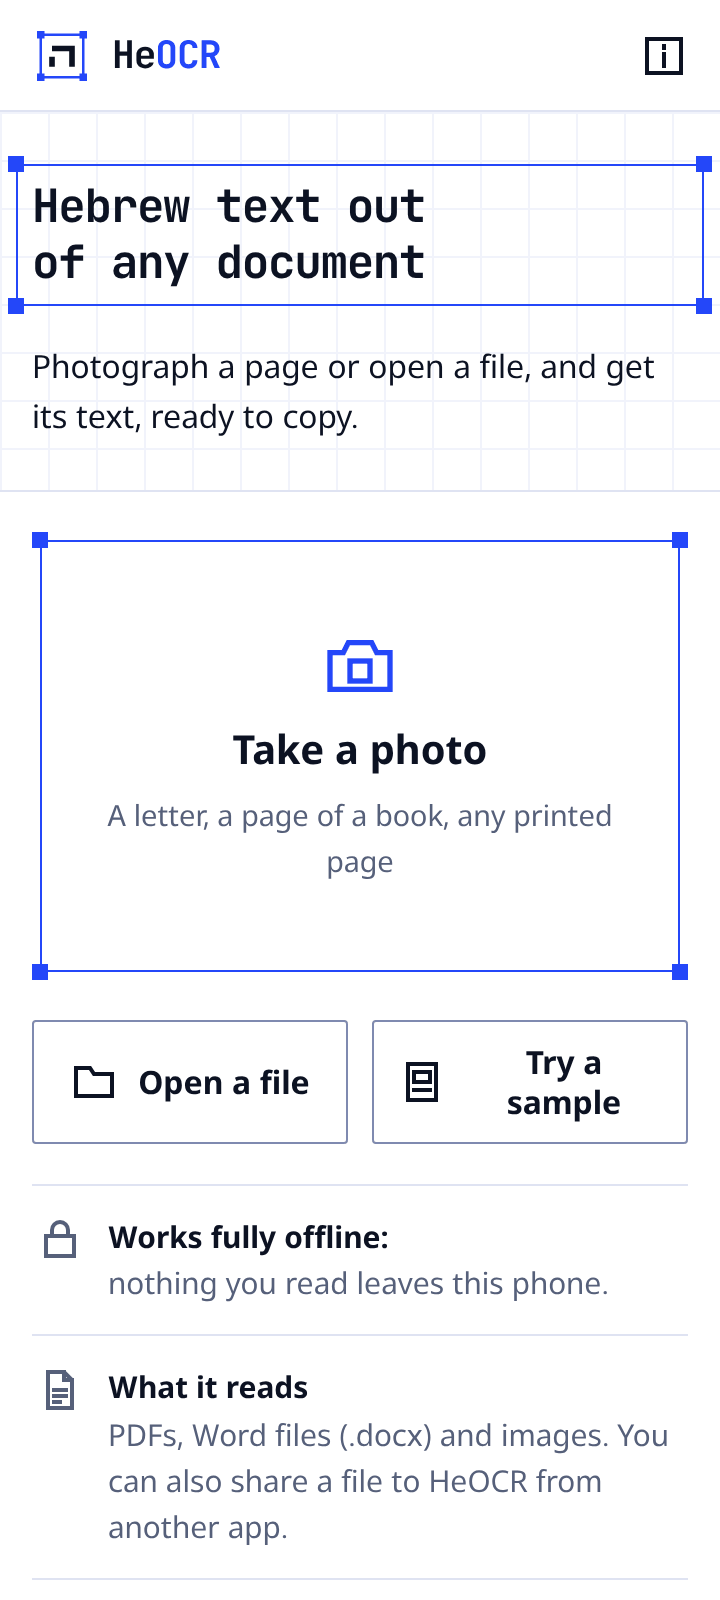 HeOCR
Hebrew text out
of any document
Photograph a page or open a file, and get
its text, ready to copy.
Take a photo
A letter, a page of a book, any printed
page
Open a file
Try a
sample
Works fully offline:
nothing you read leaves this phone.
What it reads
PDFs, Word files (.docx) and images. You
can also share a file to HeOCR from
another app.